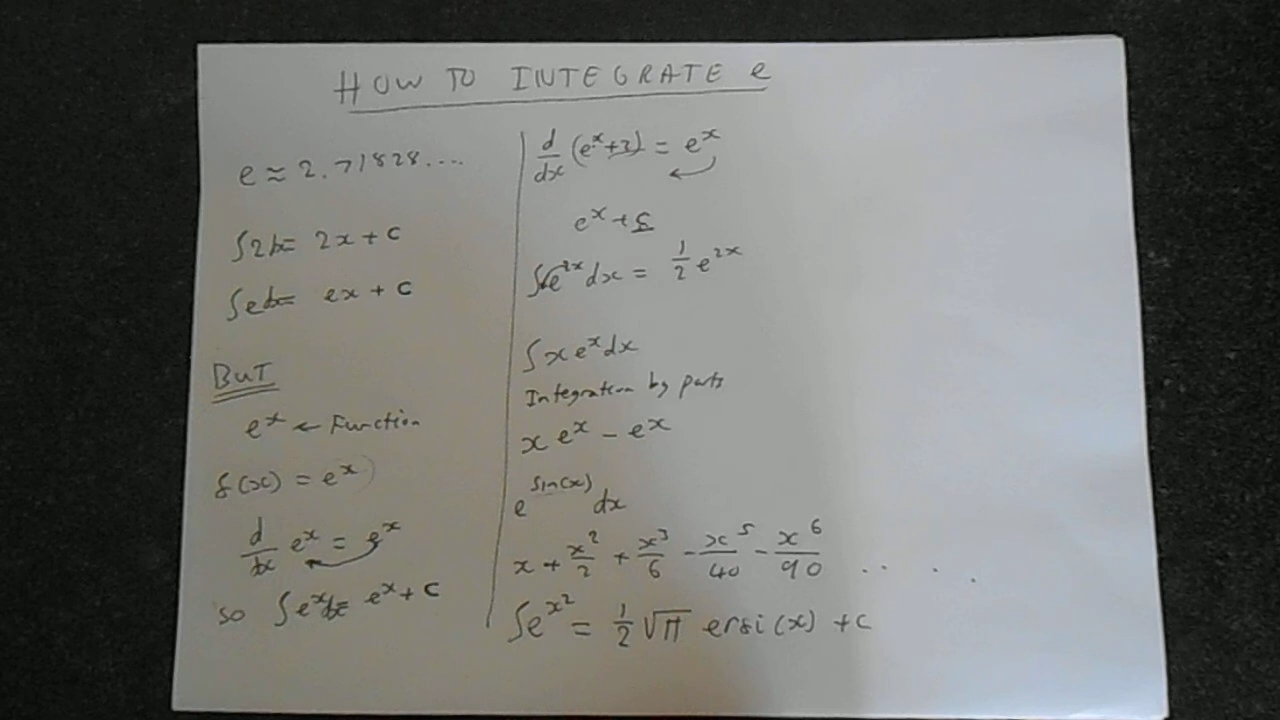 HOW TO INTEGRATE e
e ≈ 2.71828....
∫2dx= 2x + c
∫edx= ex + c
BUT
e^x ← Function
f(x) = e^x
d/dx e^x = e^x
so ∫e^x dx= e^x + c
d/dx (e^x+3) = e^x
e^x + c
∫e^2x dx = 1/2 e^2x
∫x e^x dx
Integration by parts
x e^x - e^x
e^sin(x) dx
x + x^2/2 + x^3/6 - x^5/40 - x^6/90 . . . .
∫e^x^2 = 1/2 √π erfi(x) + c